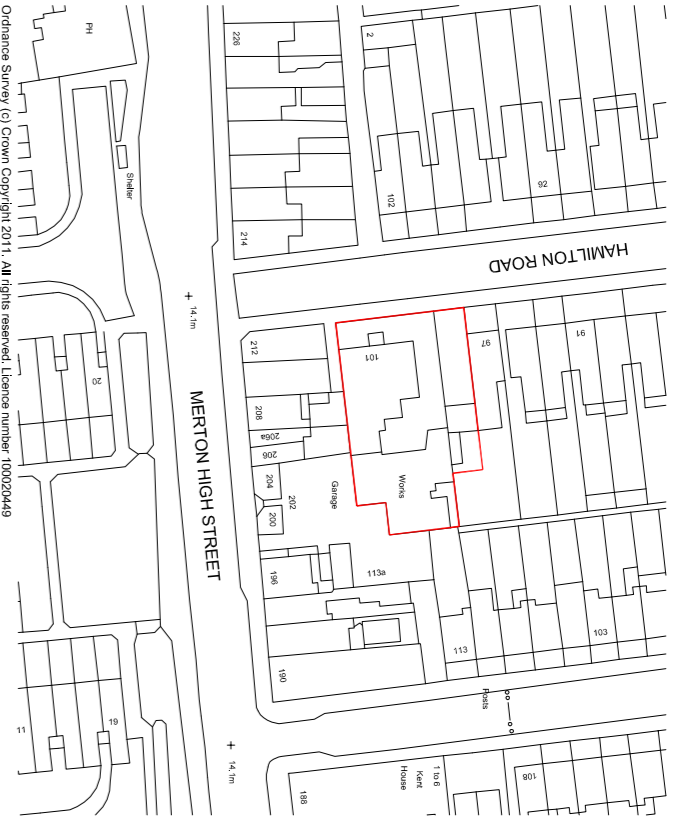 PH
226
2
Shelter
102
92
214
HAMILTON ROAD
14.1m
212
101
97
91
20
208
206a
206
204
202
200
Garage
Works
MERTON HIGH STREET
196
113a
113
103
190
Posts
19
11
14.1m
188
1 to 6
Kent
House
108
Ordnance Survey (c) Crown Copyright 2011. All rights reserved. Licence number 100020449